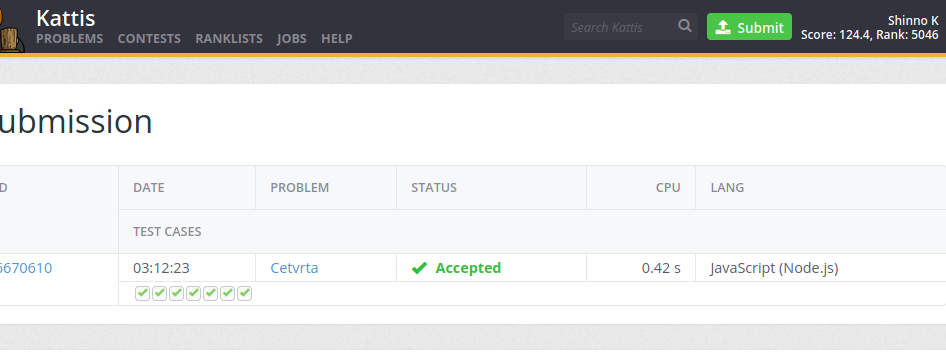 Kattis
PROBLEMS CONTESTS RANKLISTS JOBS HELP
Search Kattis
Submit
Shinno K
Score: 124.4, Rank: 5046
ubmission
D DATE PROBLEM STATUS CPU LANG
TEST CASES
6670610 03:12:23 Cetvrta Accepted 0.42 s JavaScript (Node.js)